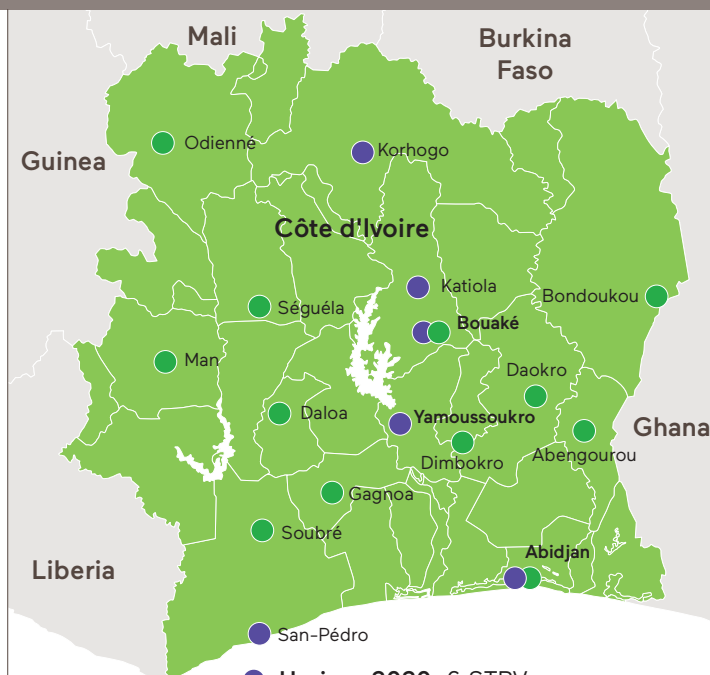 Mali
Burkina
Faso
Odienné
Korhogo
Guinea
Côte d'Ivoire
Katiola
Bondoukou
Séguéla
Bouaké
Man
Daokro
Daloa
Yamoussoukro
Ghana
Dimbokro
Abengourou
Gagnoa
Soubré
Abidjan
Liberia
San-Pédro